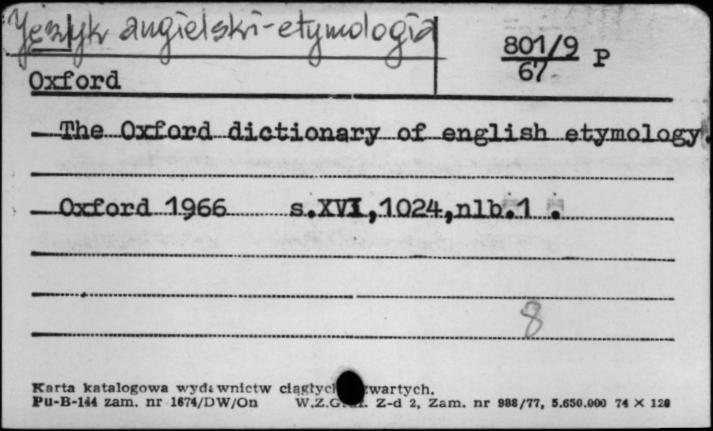 Język angielski-etymologia
801/9 P
67
Oxford
The Oxford dictionary of english etymology.
Oxford 1966 s.XVI,1024,nlb.1 .
8
Karta katalogowa wydawnictw ciągłych zwartych.
Pu-B-144 zam. nr 1674/DW/On W.Z.G. Z-d 2, Zam. nr 988/77, 5.650.000 74 × 120